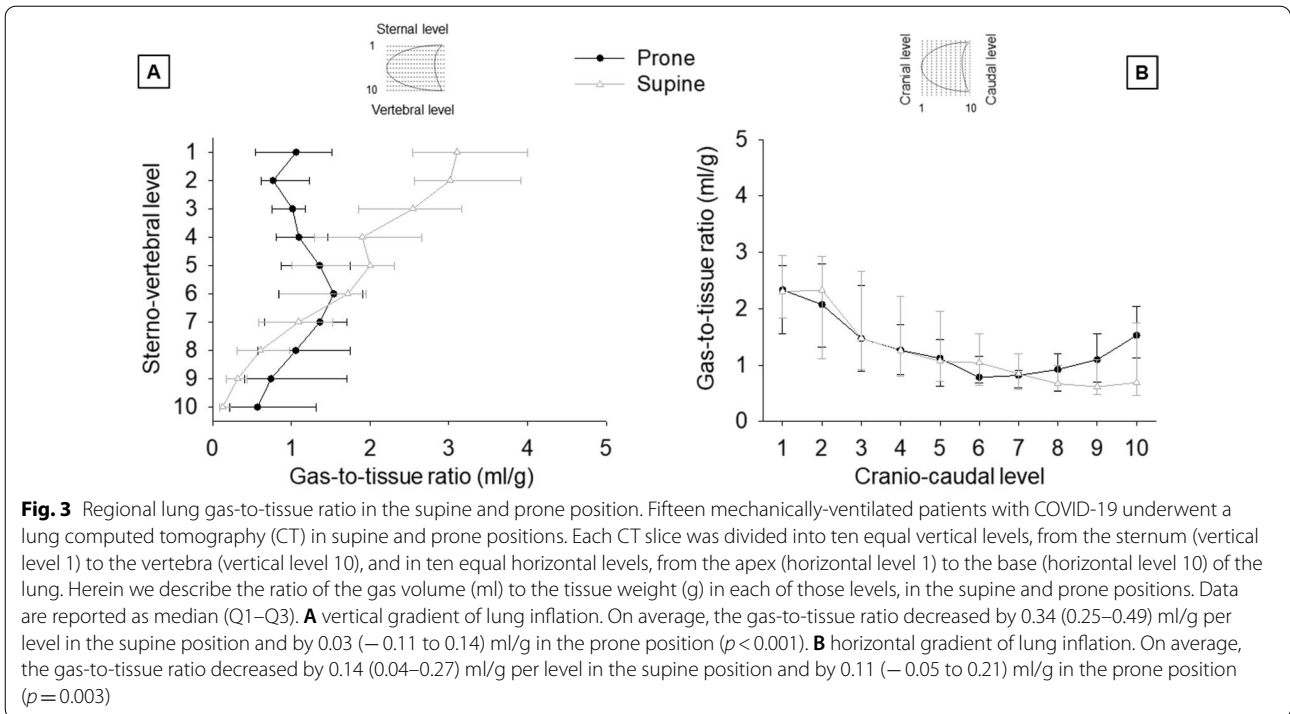 Sternal level
1
10
Vertebral level
A
Prone
Supine
Cranial level
Caudal level
1 10
B
Sterno-vertebral level
1
2
3
4
5
6
7
8
9
10
0 1 2 3 4 5
Gas-to-tissue ratio (ml/g)
Gas-to-tissue ratio (ml/g)
5
4
3
2
1
0
1 2 3 4 5 6 7 8 9 10
Cranio-caudal level
Fig. 3 Regional lung gas-to-tissue ratio in the supine and prone position. Fifteen mechanically-ventilated patients with COVID-19 underwent a
lung computed tomography (CT) in supine and prone positions. Each CT slice was divided into ten equal vertical levels, from the sternum (vertical
level 1) to the vertebra (vertical level 10), and in ten equal horizontal levels, from the apex (horizontal level 1) to the base (horizontal level 10) of the
lung. Herein we describe the ratio of the gas volume (ml) to the tissue weight (g) in each of those levels, in the supine and prone positions. Data
are reported as median (Q1–Q3). A vertical gradient of lung inflation. On average, the gas-to-tissue ratio decreased by 0.34 (0.25–0.49) ml/g per
level in the supine position and by 0.03 (− 0.11 to 0.14) ml/g in the prone position (p < 0.001). B horizontal gradient of lung inflation. On average,
the gas-to-tissue ratio decreased by 0.14 (0.04–0.27) ml/g per level in the supine position and by 0.11 (− 0.05 to 0.21) ml/g in the prone position
(p = 0.003)